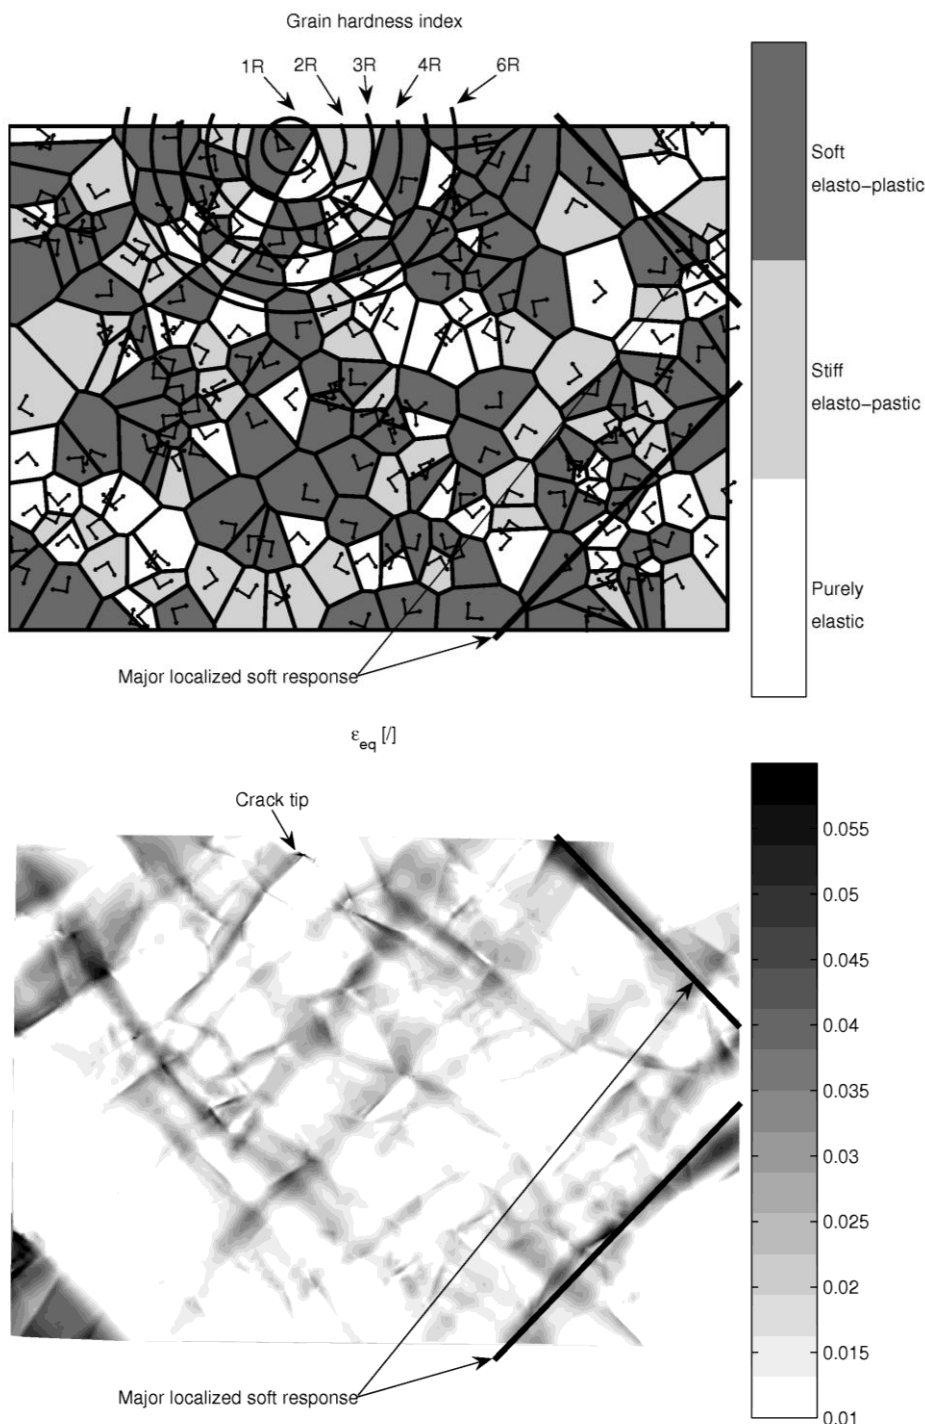 Grain hardness index
1R 2R 3R 4R 6R
Soft
elasto-plastic
Stiff
elasto-pastic
Purely
elastic
Major localized soft response
εeq [/]
Crack tip
0.055
0.05
0.045
0.04
0.035
0.03
0.025
0.02
0.015
0.01
Major localized soft response